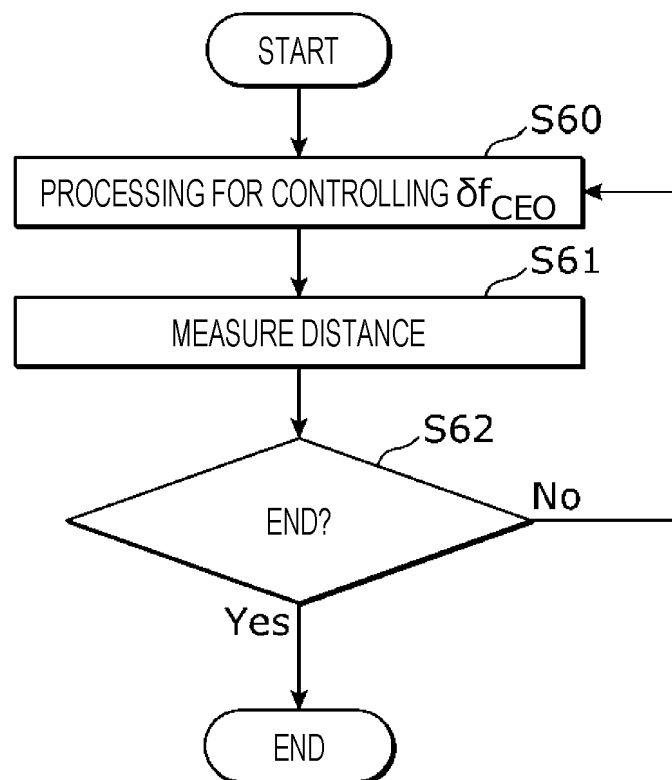 START
S60
PROCESSING FOR CONTROLLING δfCEO
S61
MEASURE DISTANCE
S62
END?
No
Yes
END